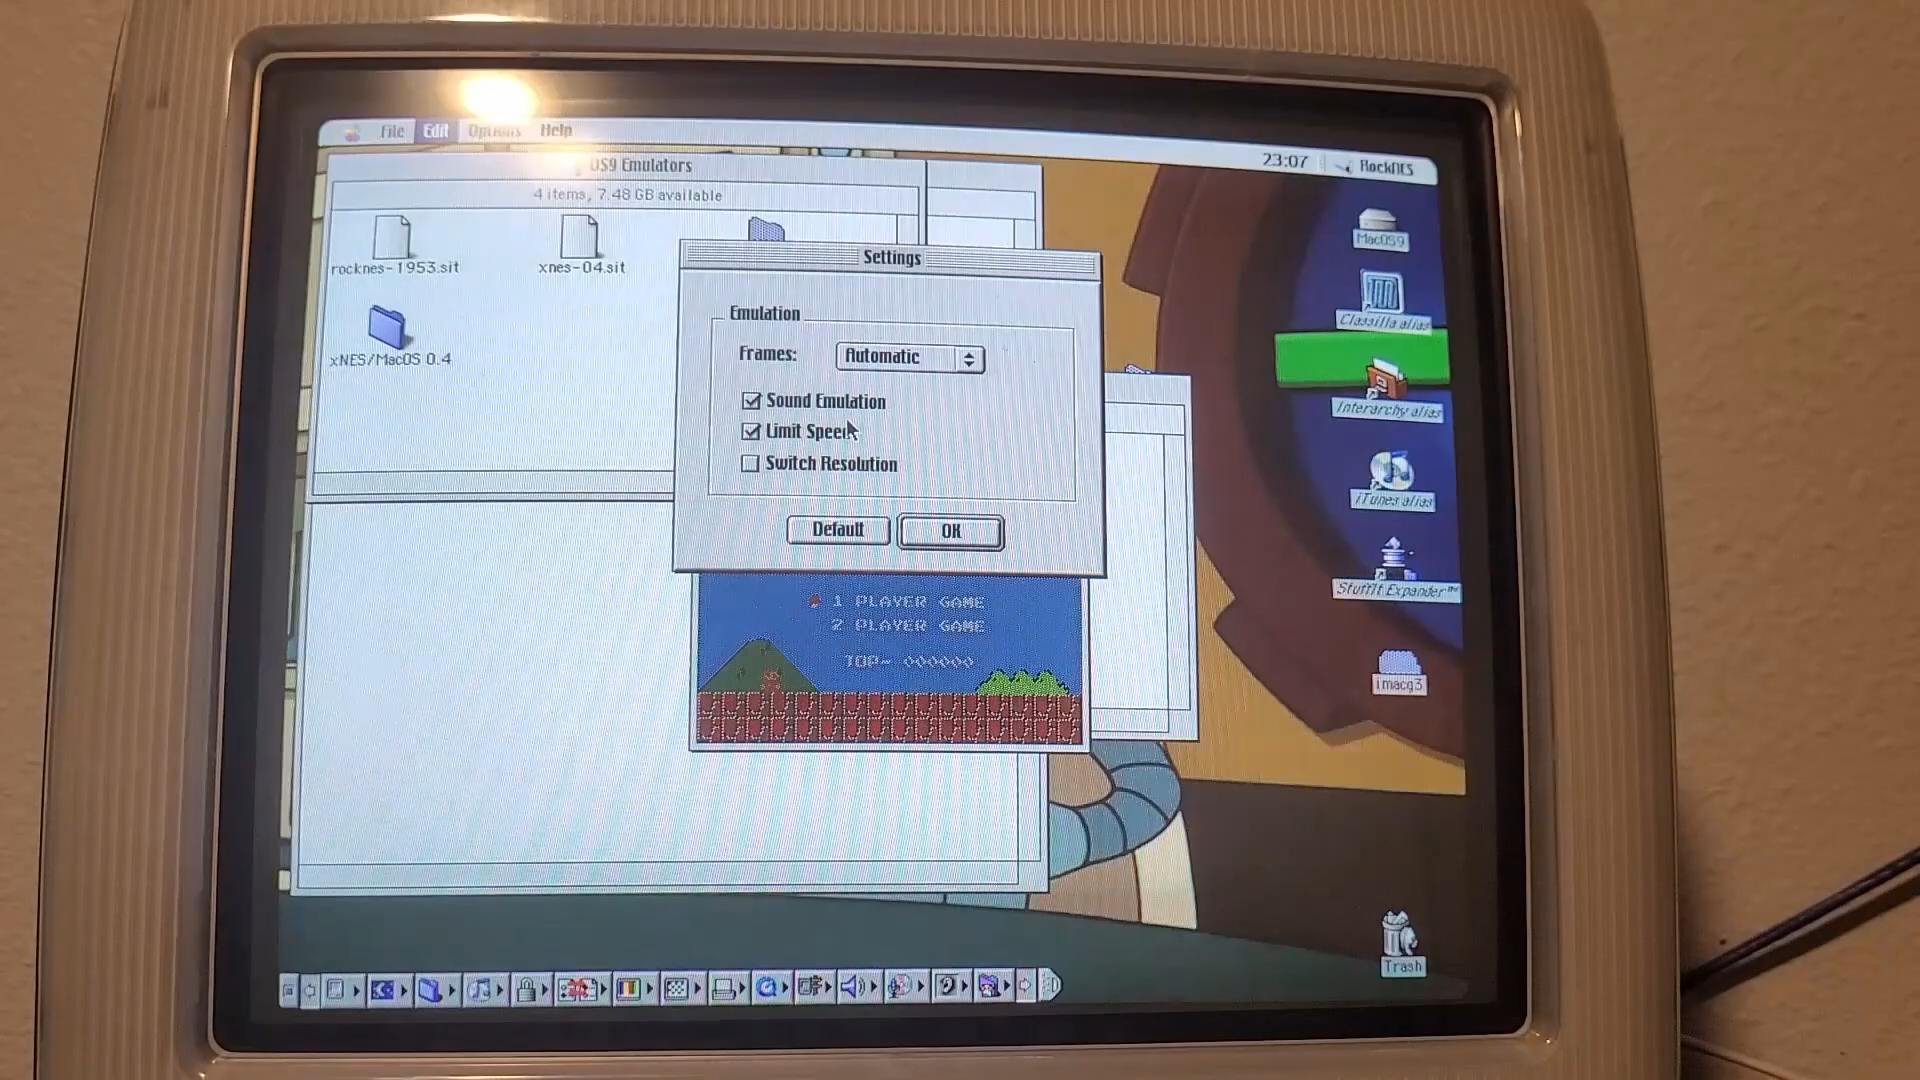 File Edit Options Help
23:07 RockNES
OS9 Emulators
4 items, 7.48 GB available
rocknes-1953.sit
xnes-04.sit
xNES/MacOS 0.4
Settings
Emulation
Frames: Automatic
Sound Emulation
Limit Speed
Switch Resolution
Default OK
1 PLAYER GAME
2 PLAYER GAME
TOP- 000000
MacOS9
Classilla alias
Interarchy alias
iTunes alias
StuffIt Expander™
imacg3
Trash